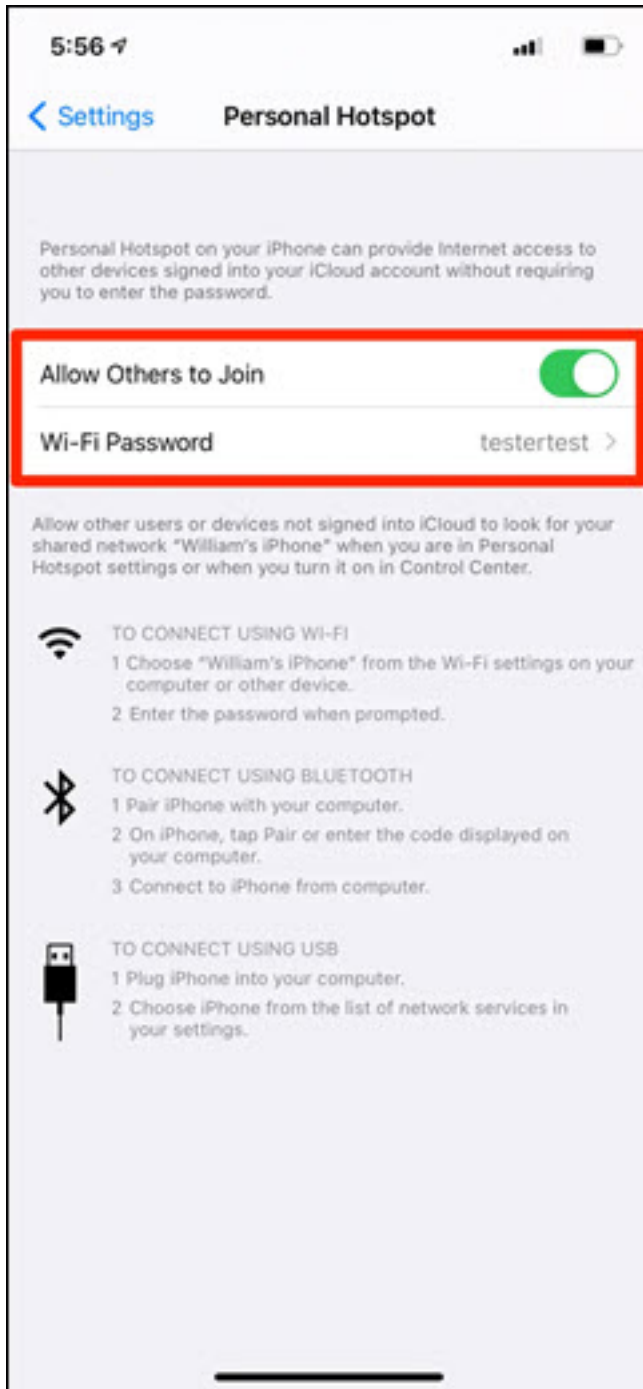 5:56
Settings Personal Hotspot
Personal Hotspot on your iPhone can provide Internet access to
other devices signed into your iCloud account without requiring
you to enter the password.
Allow Others to Join
Wi-Fi Password testertest
Allow other users or devices not signed into iCloud to look for your
shared network "William's iPhone" when you are in Personal
Hotspot settings or when you turn it on in Control Center.
TO CONNECT USING WI-FI
1 Choose "William's iPhone" from the Wi-Fi settings on your
computer or other device.
2 Enter the password when prompted.
TO CONNECT USING BLUETOOTH
1 Pair iPhone with your computer.
2 On iPhone, tap Pair or enter the code displayed on
your computer.
3 Connect to iPhone from computer.
TO CONNECT USING USB
1 Plug iPhone into your computer.
2 Choose iPhone from the list of network services in
your settings.